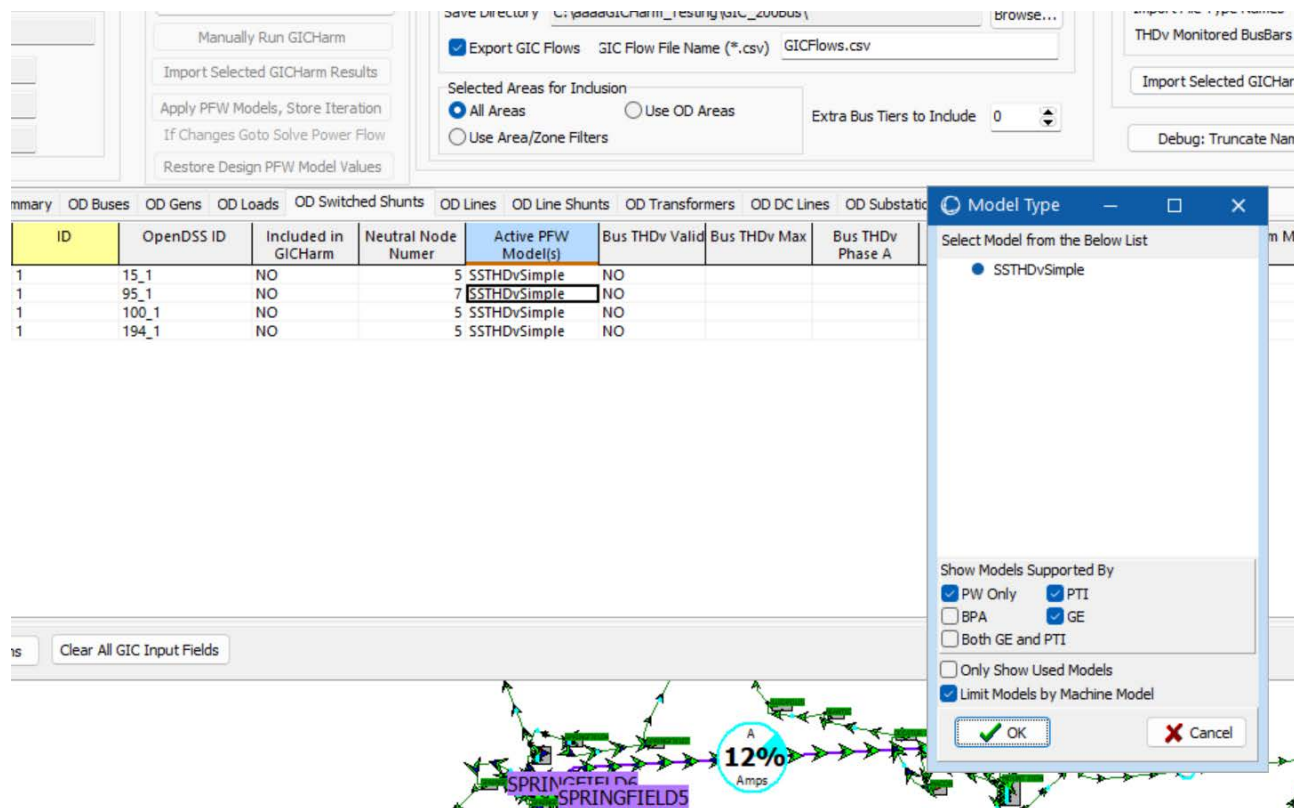 Save Directory C:\aaaaGICHarm_Testing\GIC_200Bus\ Browse...
Manually Run GICHarm
Export GIC Flows GIC Flow File Name (*.csv) GICFlows.csv
THDv Monitored BusBars
Import Selected GICHarm Results
Selected Areas for Inclusion
Import Selected GICHar
All Areas Use OD Areas
Apply PFW Models, Store Iteration
Extra Bus Tiers to Include 0
If Changes Goto Solve Power Flow
Use Area/Zone Filters
Debug: Truncate Nam
Restore Design PFW Model Values
mmary OD Buses OD Gens OD Loads OD Switched Shunts OD Lines OD Line Shunts OD Transformers OD DC Lines OD Substatio
ID OpenDSS ID Included in GICHarm Neutral Node Numer Active PFW Model(s) Bus THDv Valid Bus THDv Max Bus THDv Phase A
1 15_1 NO 5 SSTHDvSimple NO
1 95_1 NO 7 SSTHDvSimple NO
1 100_1 NO 5 SSTHDvSimple NO
1 194_1 NO 5 SSTHDvSimple NO
Model Type
Select Model from the Below List
SSTHDvSimple
Show Models Supported By
PW Only PTI
BPA GE
Both GE and PTI
Only Show Used Models
Limit Models by Machine Model
OK Cancel
ns Clear All GIC Input Fields
A
12%
Amps
SPRINGFIELD6
SPRINGFIELD5